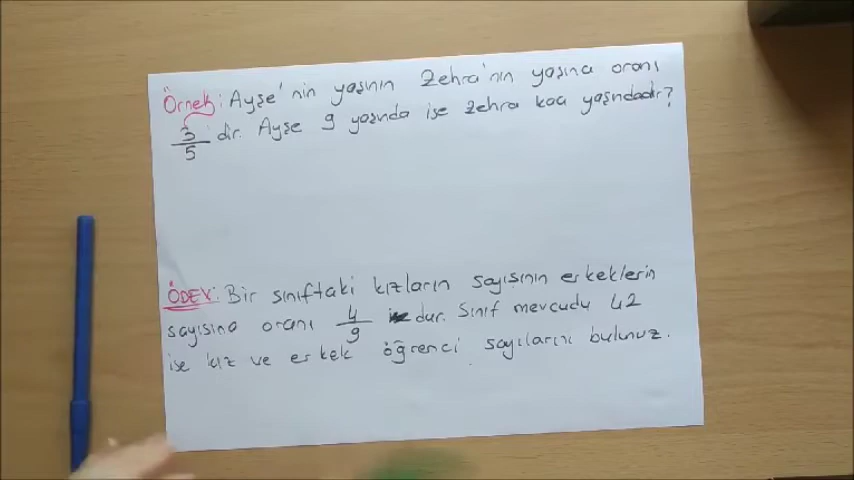 Örnek: Ayşe'nin yaşının Zehra'nın yaşına oranı
3/5 dir. Ayşe 9 yaşında ise Zehra kaç yaşındadır?
ÖDEV: Bir sınıftaki kızların sayısının erkeklerin
sayısına oranı 4/9 dur. Sınıf mevcudu 42
ise kız ve erkek öğrenci sayılarını bulunuz.